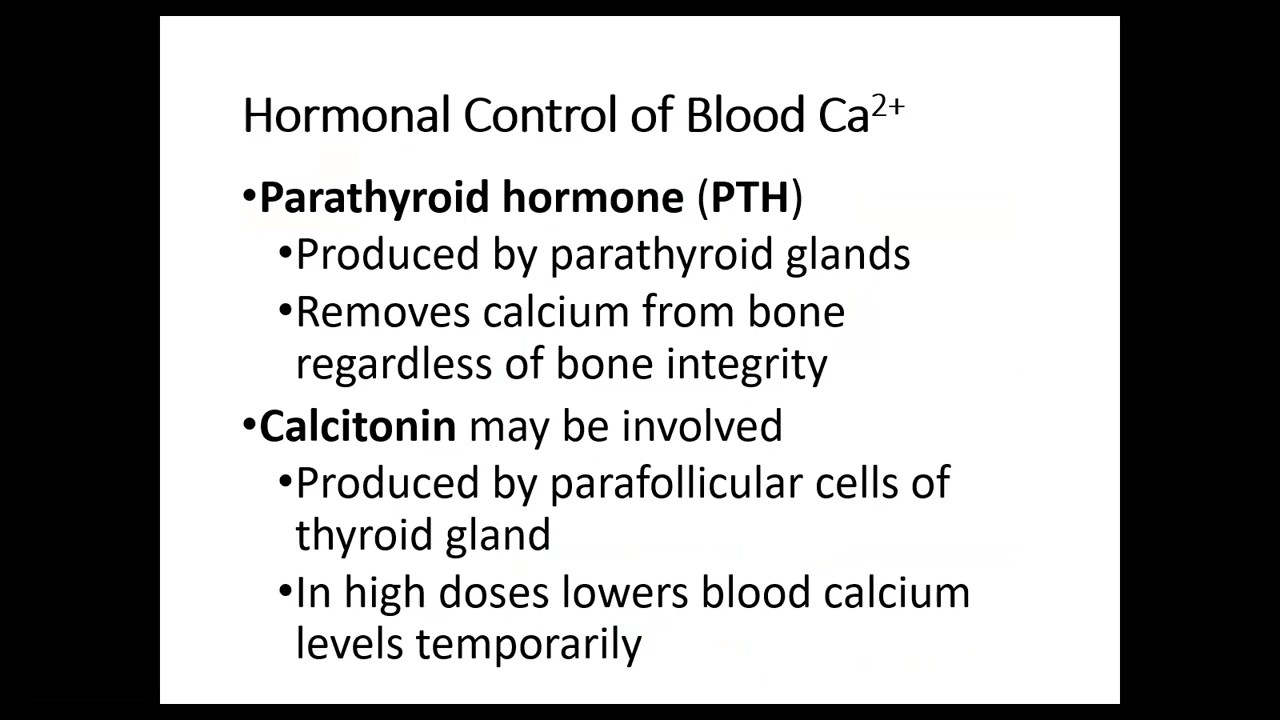 Hormonal Control of Blood Ca²⁺
•Parathyroid hormone (PTH)
•Produced by parathyroid glands
•Removes calcium from bone
regardless of bone integrity
•Calcitonin may be involved
•Produced by parafollicular cells of
thyroid gland
•In high doses lowers blood calcium
levels temporarily